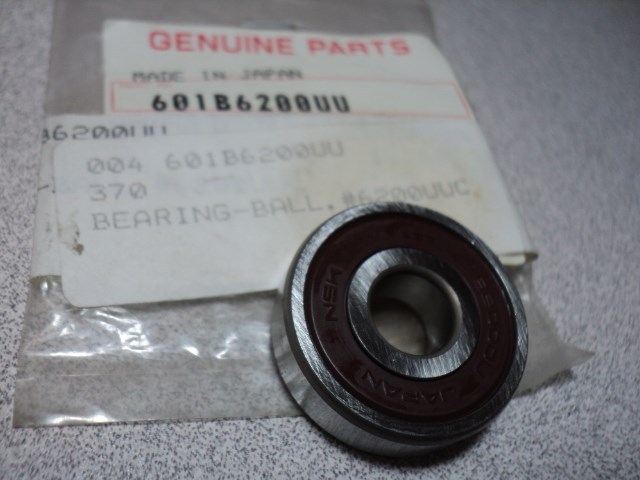 GENUINE PARTS
MADE IN JAPAN
601B6200UU
B6200UU
004 601B6200UU
370
BEARING-BALL.#6200UUC
NSK
JAPAN